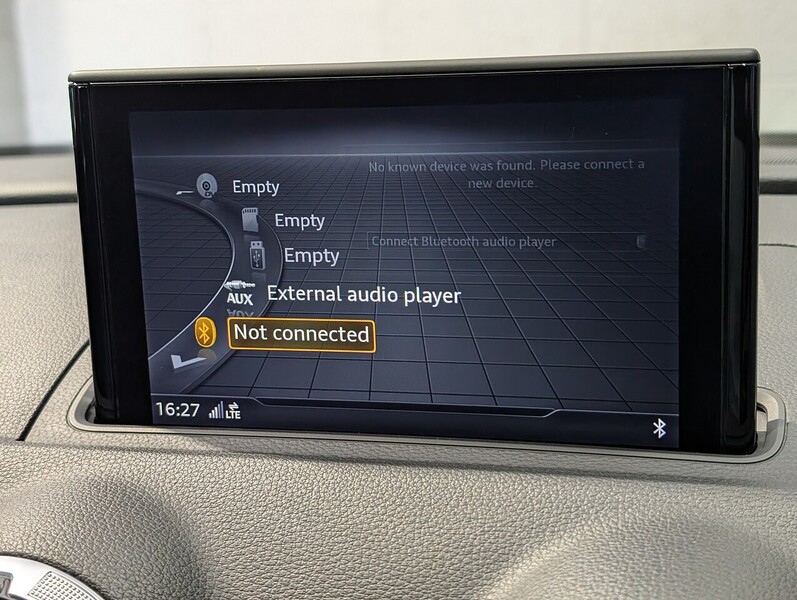 Empty
Empty
Empty
AUX
External audio player
Not connected
No known device was found. Please connect a
new device.
Connect Bluetooth audio player
16:27
LTE